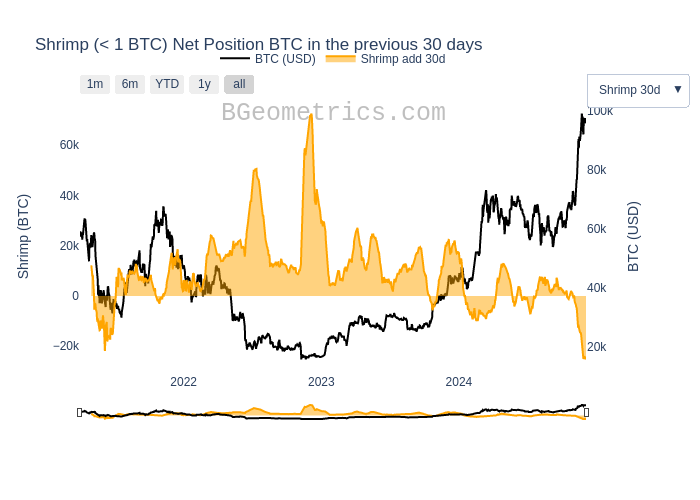 Shrimp (< 1 BTC) Net Position BTC in the previous 30 days
BTC (USD) Shrimp add 30d
1m 6m YTD 1y all
Shrimp 30d ▼
BGeometrics.com
100k
60k
80k
40k
60k
20k
40k
0
−20k
20k
Shrimp (BTC)
BTC (USD)
2022 2023 2024